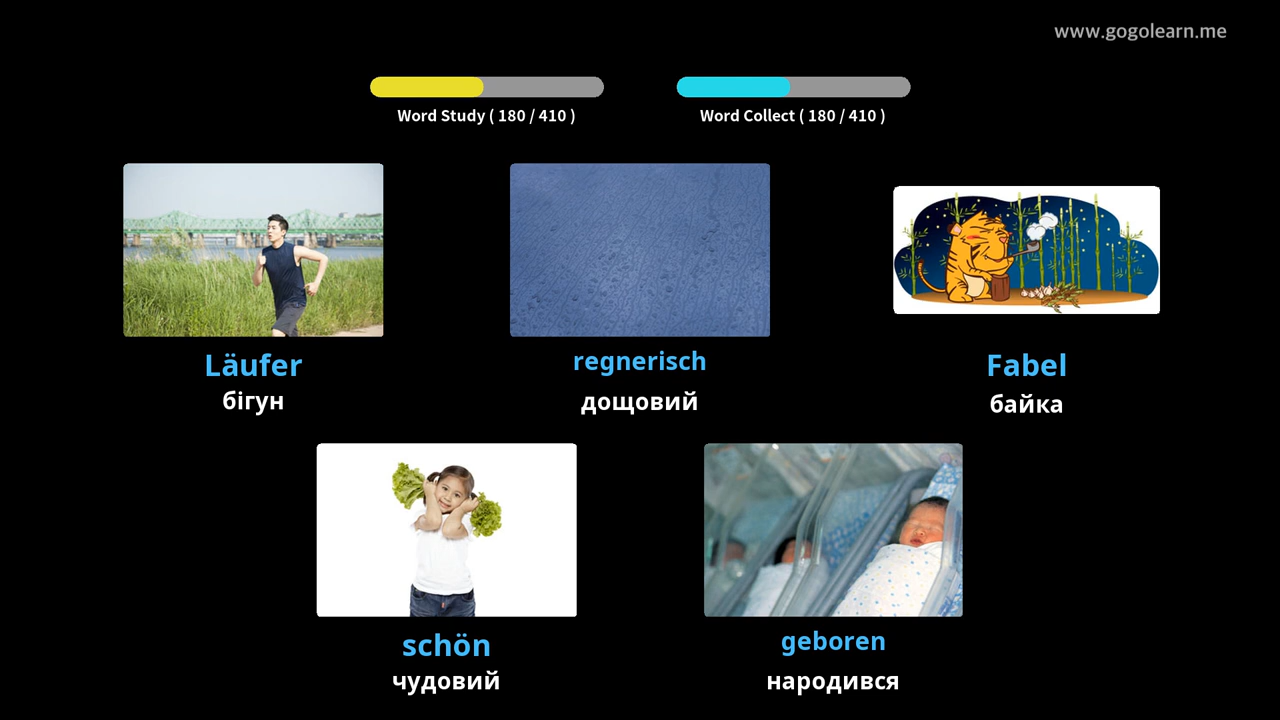 www.gogolearn.me
Word Study ( 180 / 410 )
Word Collect ( 180 / 410 )
Läufer
бігун
regnerisch
дощовий
Fabel
байка
schön
чудовий
geboren
народився